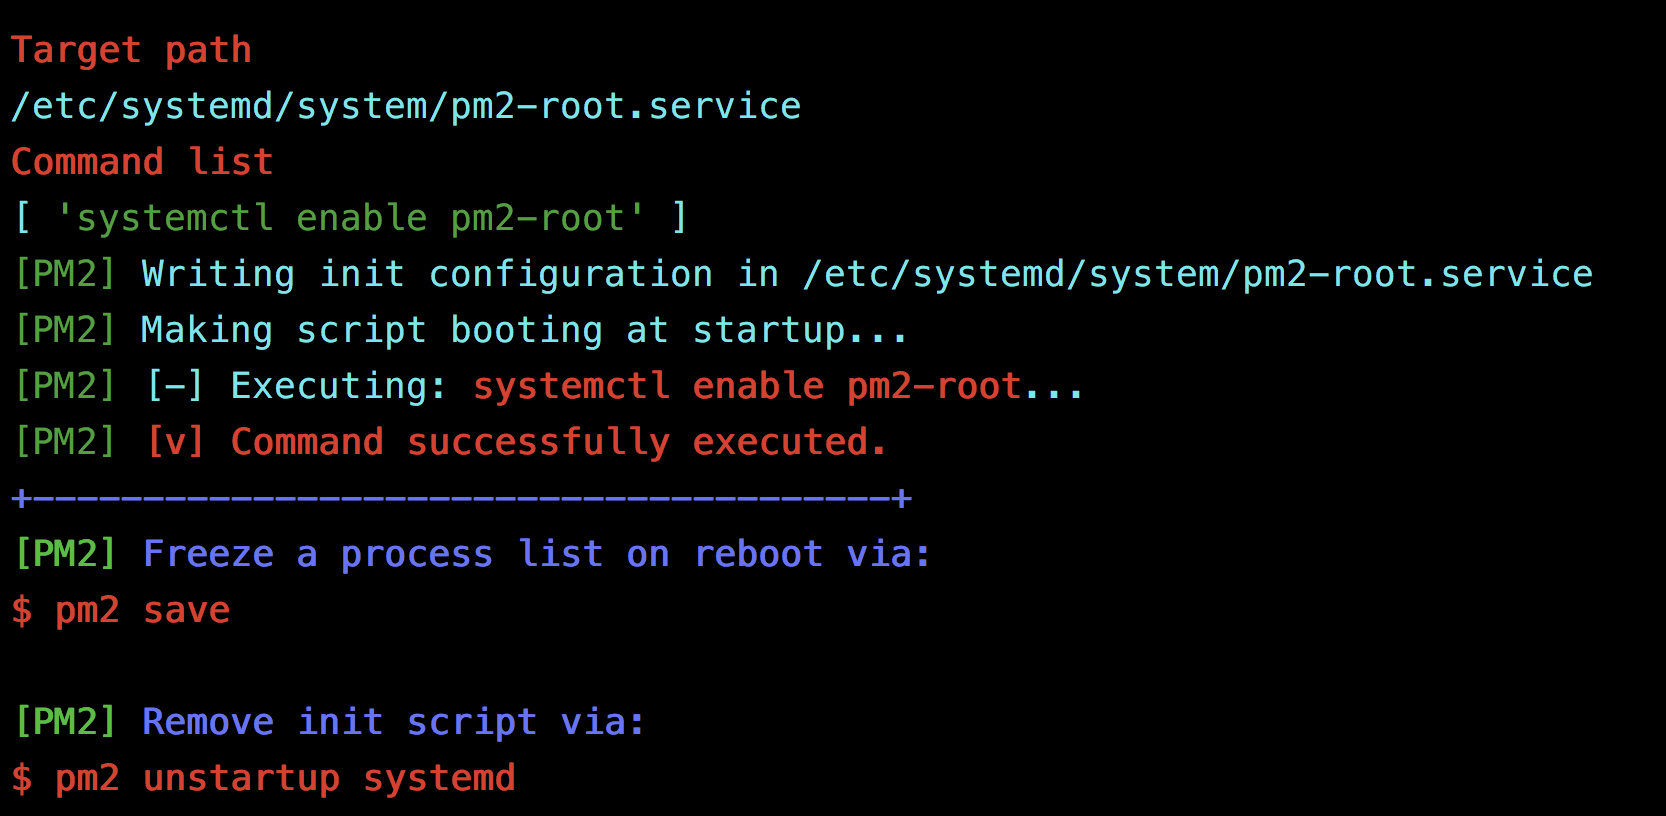 Target path
/etc/systemd/system/pm2-root.service
Command list
[ 'systemctl enable pm2-root' ]
[PM2] Writing init configuration in /etc/systemd/system/pm2-root.service
[PM2] Making script booting at startup...
[PM2] [-] Executing: systemctl enable pm2-root...
[PM2] [v] Command successfully executed.
+---------------------------------------+
[PM2] Freeze a process list on reboot via:
$ pm2 save
[PM2] Remove init script via:
$ pm2 unstartup systemd